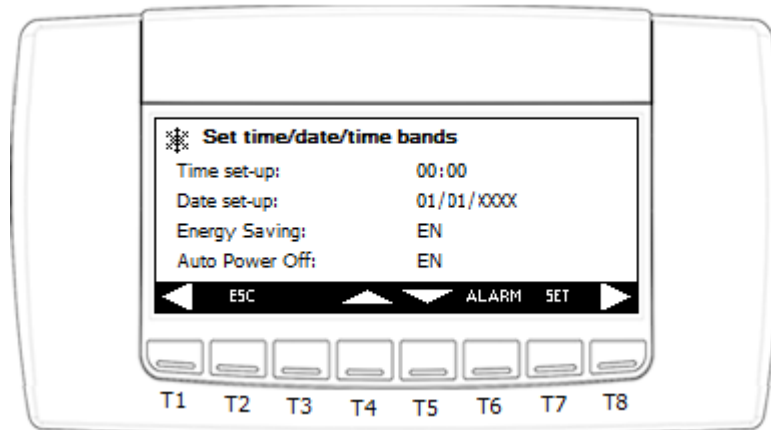 Set time/date/time bands
Time set-up: 00:00
Date set-up: 01/01/XXXX
Energy Saving: EN
Auto Power Off: EN
ESC ALARM SET
T1 T2 T3 T4 T5 T6 T7 T8